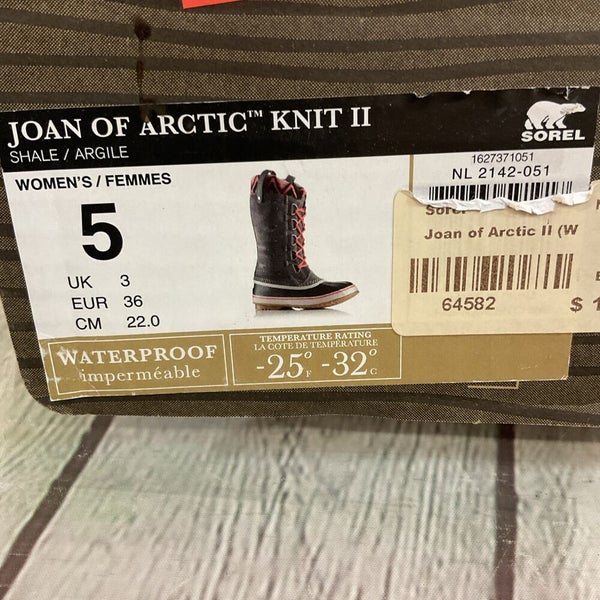 JOAN OF ARCTIC™ KNIT II
SHALE / ARGILE
SOREL
1627371051
NL 2142-051
WOMEN'S / FEMMES
5
UK 3
EUR 36
CM 22.0
Joan of Arctic II (W
64582
$ 1
WATERPROOF
imperméable
TEMPERATURE RATING
LA COTE DE TEMPÉRATURE
-25°F -32°C